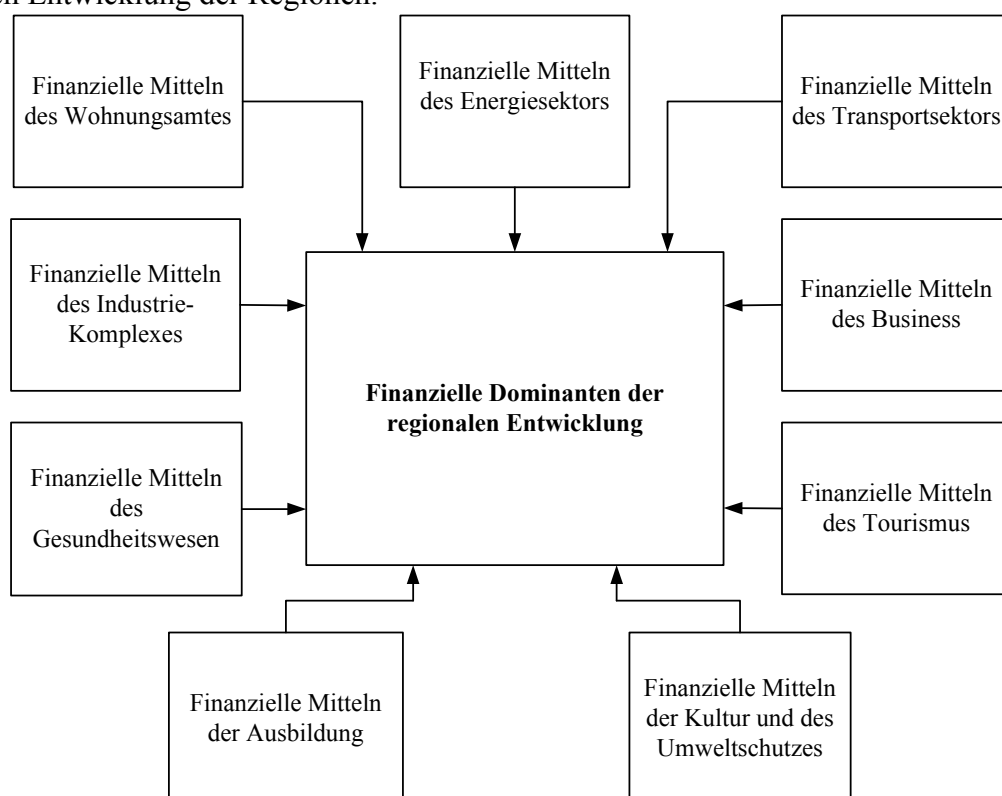 en Entwicklung der Regionen.
Finanzielle Mitteln
des Wohnungsamtes
Finanzielle Mitteln
des Energiesektors
Finanzielle Mitteln
des Transportsektors
Finanzielle Mitteln
des Industrie-
Komplexes
Finanzielle Mitteln
des Business
Finanzielle Dominanten der
regionalen Entwicklung
Finanzielle Mitteln
des
Gesundheitswesen
Finanzielle Mitteln
des Tourismus
Finanzielle Mitteln
der Ausbildung
Finanzielle Mitteln
der Kultur und des
Umweltschutzes